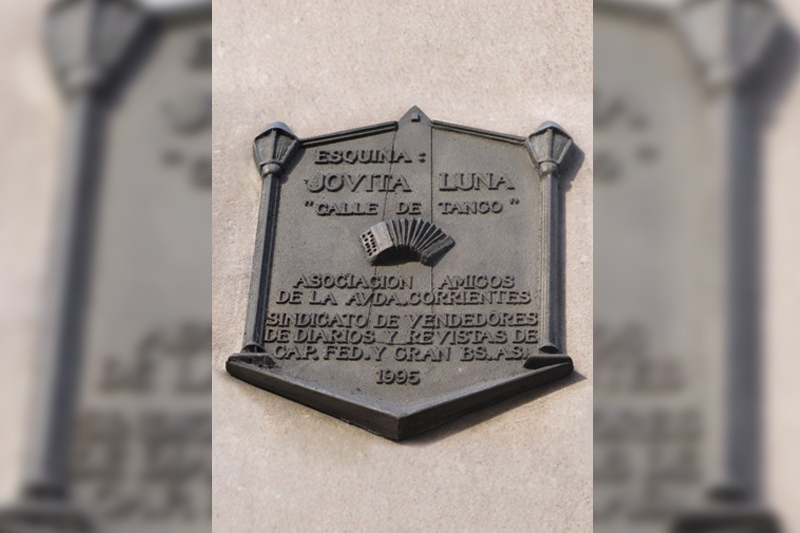 ESQUINA:
JOVITA LUNA
"CALLE DE TANGO"
ASOCIACION AMIGOS
DE LA AVDA. CORRIENTES
SINDICATO DE VENDEDORES
DE DIARIOS Y REVISTAS DE
CAP. FED. Y GRAN BS. AS.
1995